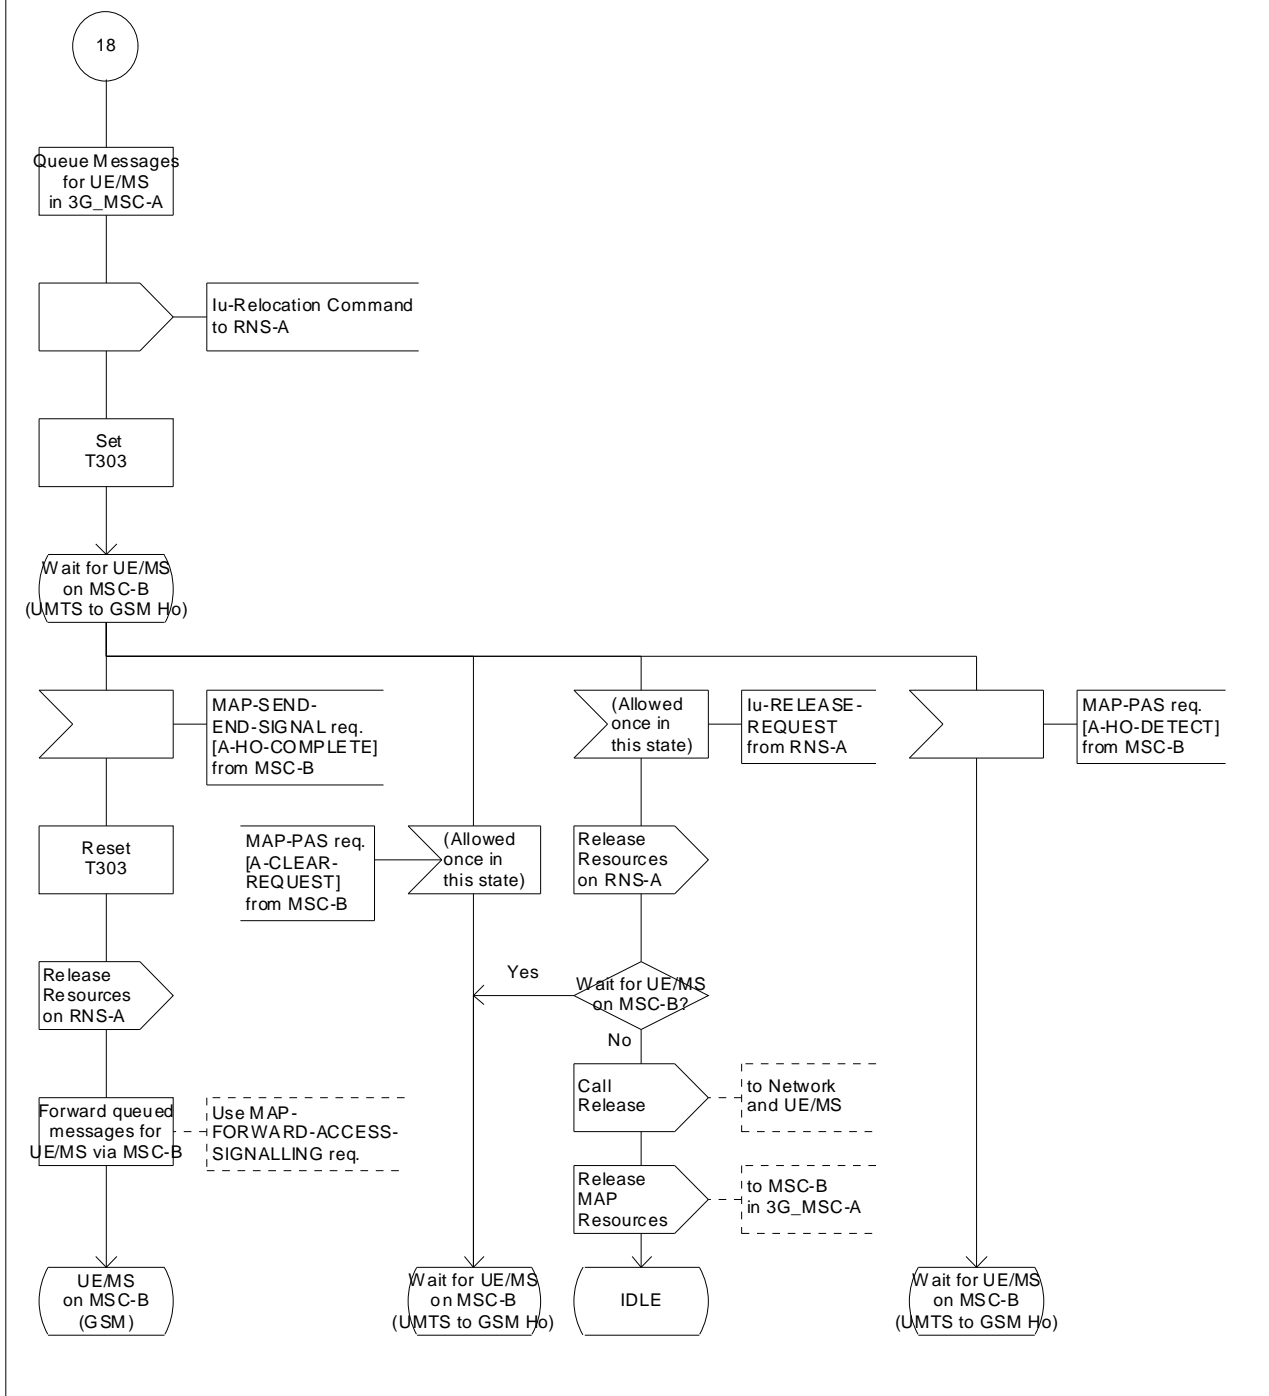 18
Queue Messages
for UE/MS
in 3G_MSC-A
Iu-Relocation Command
to RNS-A
Set
T303
Wait for UE/MS
on MSC-B
(UMTS to GSM Ho)
MAP-SEND-
END-SIGNAL req.
[A-HO-COMPLETE]
from MSC-B
(Allowed
once in
this state)
Iu-RELEASE-
REQUEST
from RNS-A
MAP-PAS req.
[A-HO-DETECT]
from MSC-B
Reset
T303
MAP-PAS req.
[A-CLEAR-
REQUEST]
from MSC-B
(Allowed
once in
this state)
Release
Resources
on RNS-A
Release
Resources
on RNS-A
Yes
Wait for UE/MS
on MSC-B?
No
Call
Release
to Network
and UE/MS
Forward queued
messages for
UE/MS via MSC-B
Use MAP-
FORWARD-ACCESS-
SIGNALLING req.
Release
MAP
Resources
to MSC-B
in 3G_MSC-A
UE/MS
on MSC-B
(GSM)
Wait for UE/MS
on MSC-B
(UMTS to GSM Ho)
IDLE
Wait for UE/MS
on MSC-B
(UMTS to GSM Ho)